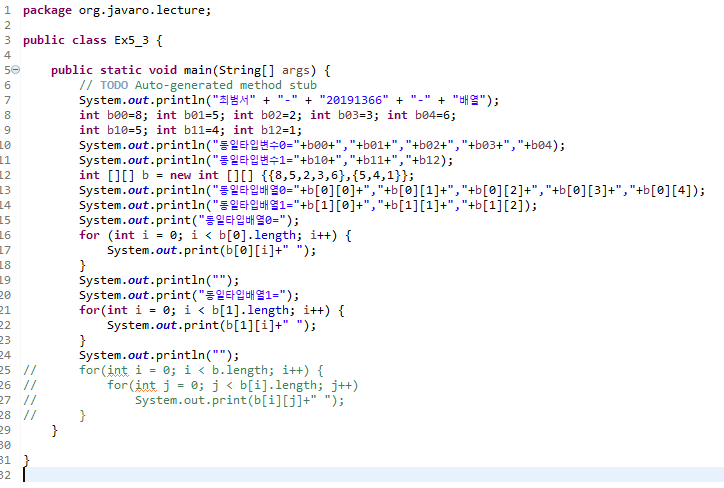 1 package org.javaro.lecture;
2
3 public class Ex5_3 {
4
5     public static void main(String[] args) {
6         // TODO Auto-generated method stub
7         System.out.println("최범서" + "-" + "20191366" + "-" + "배열");
8         int b00=8; int b01=5; int b02=2; int b03=3; int b04=6;
9         int b10=5; int b11=4; int b12=1;
10         System.out.println("동일타입변수0="+b00+","+b01+","+b02+","+b03+","+b04);
11         System.out.println("동일타입변수1="+b10+","+b11+","+b12);
12         int [][] b = new int [][] {{8,5,2,3,6},{5,4,1}};
13         System.out.println("동일타입배열0="+b[0][0]+","+b[0][1]+","+b[0][2]+","+b[0][3]+","+b[0][4]);
14         System.out.println("동일타입배열1="+b[1][0]+","+b[1][1]+","+b[1][2]);
15         System.out.print("동일타입배열0=");
16         for (int i = 0; i < b[0].length; i++) {
17             System.out.print(b[0][i]+" ");
18         }
19         System.out.println("");
20         System.out.print("동일타입배열1=");
21         for(int i = 0; i < b[1].length; i++) {
22             System.out.print(b[1][i]+" ");
23         }
24         System.out.println("");
25 //      for(int i = 0; i < b.length; i++) {
26 //          for(int j = 0; j < b[i].length; j++)
27 //              System.out.print(b[i][j]+" ");
28 //      }
29     }
30
31 }
32